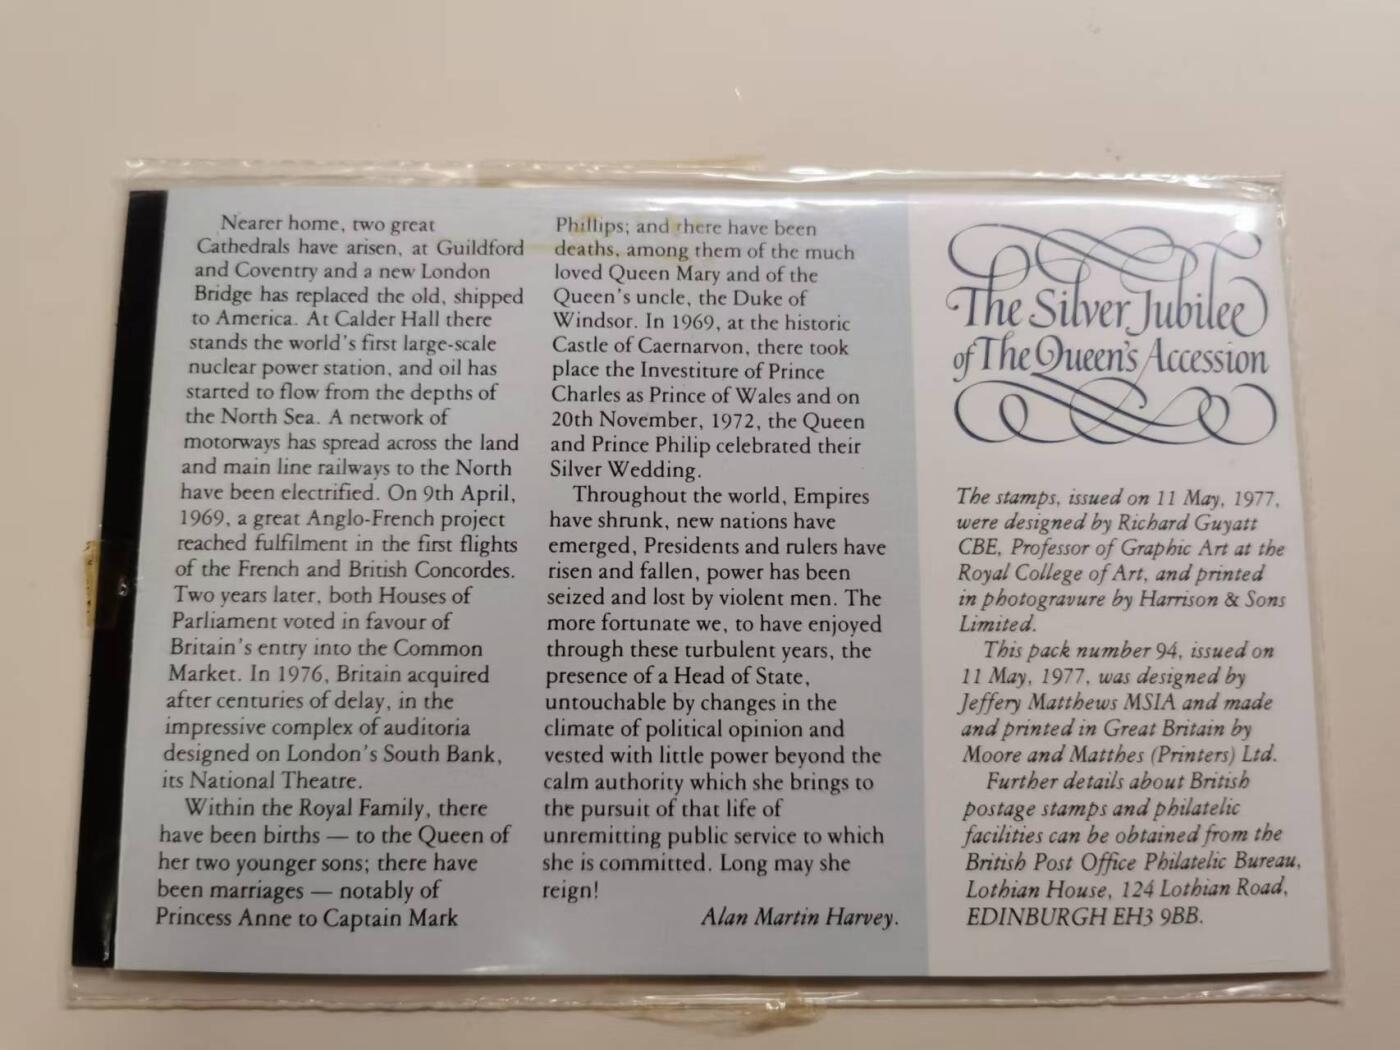 Nearer home, two great
Cathedrals have arisen, at Guildford
and Coventry and a new London
Bridge has replaced the old, shipped
to America. At Calder Hall there
stands the world's first large-scale
nuclear power station, and oil has
started to flow from the depths of
the North Sea. A network of
motorways has spread across the land
and main line railways to the North
have been electrified. On 9th April,
1969, a great Anglo-French project
reached fulfilment in the first flights
of the French and British Concordes.
Two years later, both Houses of
Parliament voted in favour of
Britain's entry into the Common
Market. In 1976, Britain acquired
after centuries of delay, in the
impressive complex of auditoria
designed on London's South Bank,
its National Theatre.
Within the Royal Family, there
have been births — to the Queen of
her two younger sons; there have
been marriages — notably of
Princess Anne to Captain Mark
Phillips; and there have been
deaths, among them of the much
loved Queen Mary and of the
Queen's uncle, the Duke of
Windsor. In 1969, at the historic
Castle of Caernarvon, there took
place the Investiture of Prince
Charles as Prince of Wales and on
20th November, 1972, the Queen
and Prince Philip celebrated their
Silver Wedding.
Throughout the world, Empires
have shrunk, new nations have
emerged, Presidents and rulers have
risen and fallen, power has been
seized and lost by violent men. The
more fortunate we, to have enjoyed
through these turbulent years, the
presence of a Head of State,
untouchable by changes in the
climate of political opinion and
vested with little power beyond the
calm authority which she brings to
the pursuit of that life of
unremitting public service to which
she is committed. Long may she
reign!
Alan Martin Harvey.
The Silver Jubilee
of The Queen's Accession
The stamps, issued on 11 May, 1977,
were designed by Richard Guyatt
CBE, Professor of Graphic Art at the
Royal College of Art, and printed
in photogravure by Harrison & Sons
Limited.
This pack number 94, issued on
11 May, 1977, was designed by
Jeffery Matthews MSIA and made
and printed in Great Britain by
Moore and Matthes (Printers) Ltd.
Further details about British
postage stamps and philatelic
facilities can be obtained from the
British Post Office Philatelic Bureau,
Lothian House, 124 Lothian Road,
EDINBURGH EH3 9BB.